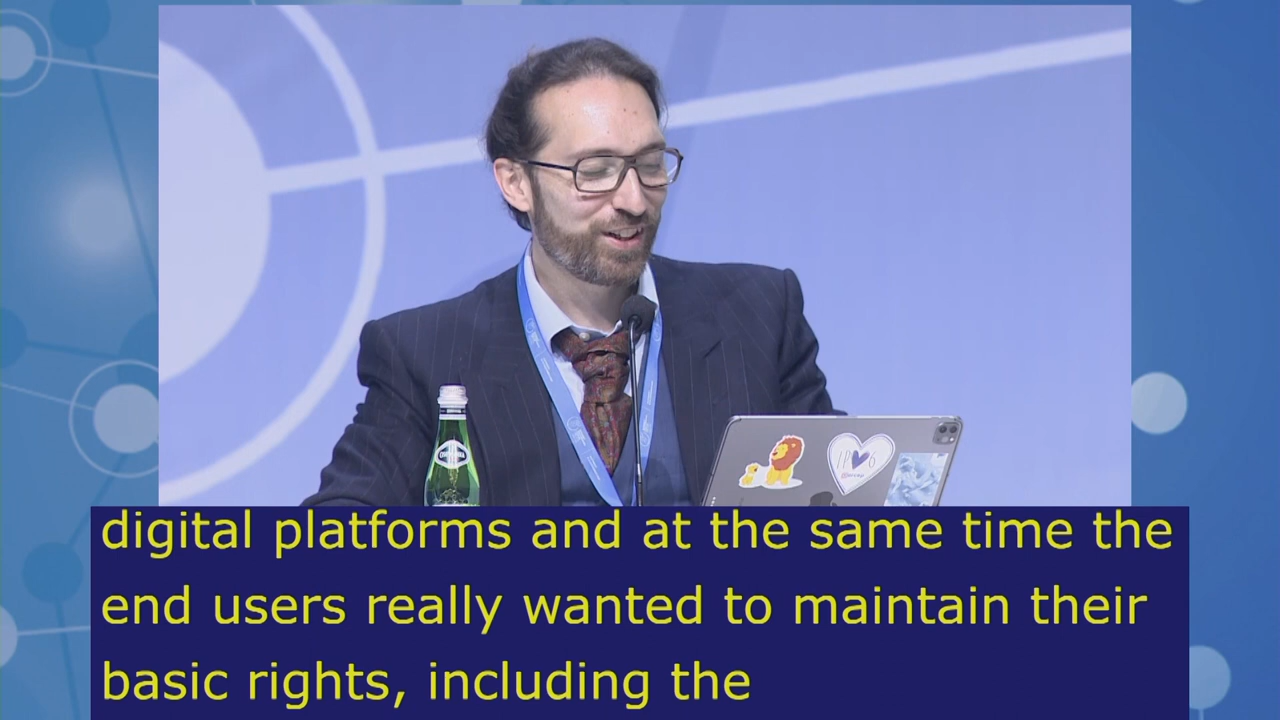 IPv6
digital platforms and at the same time the
end users really wanted to maintain their
basic rights, including the